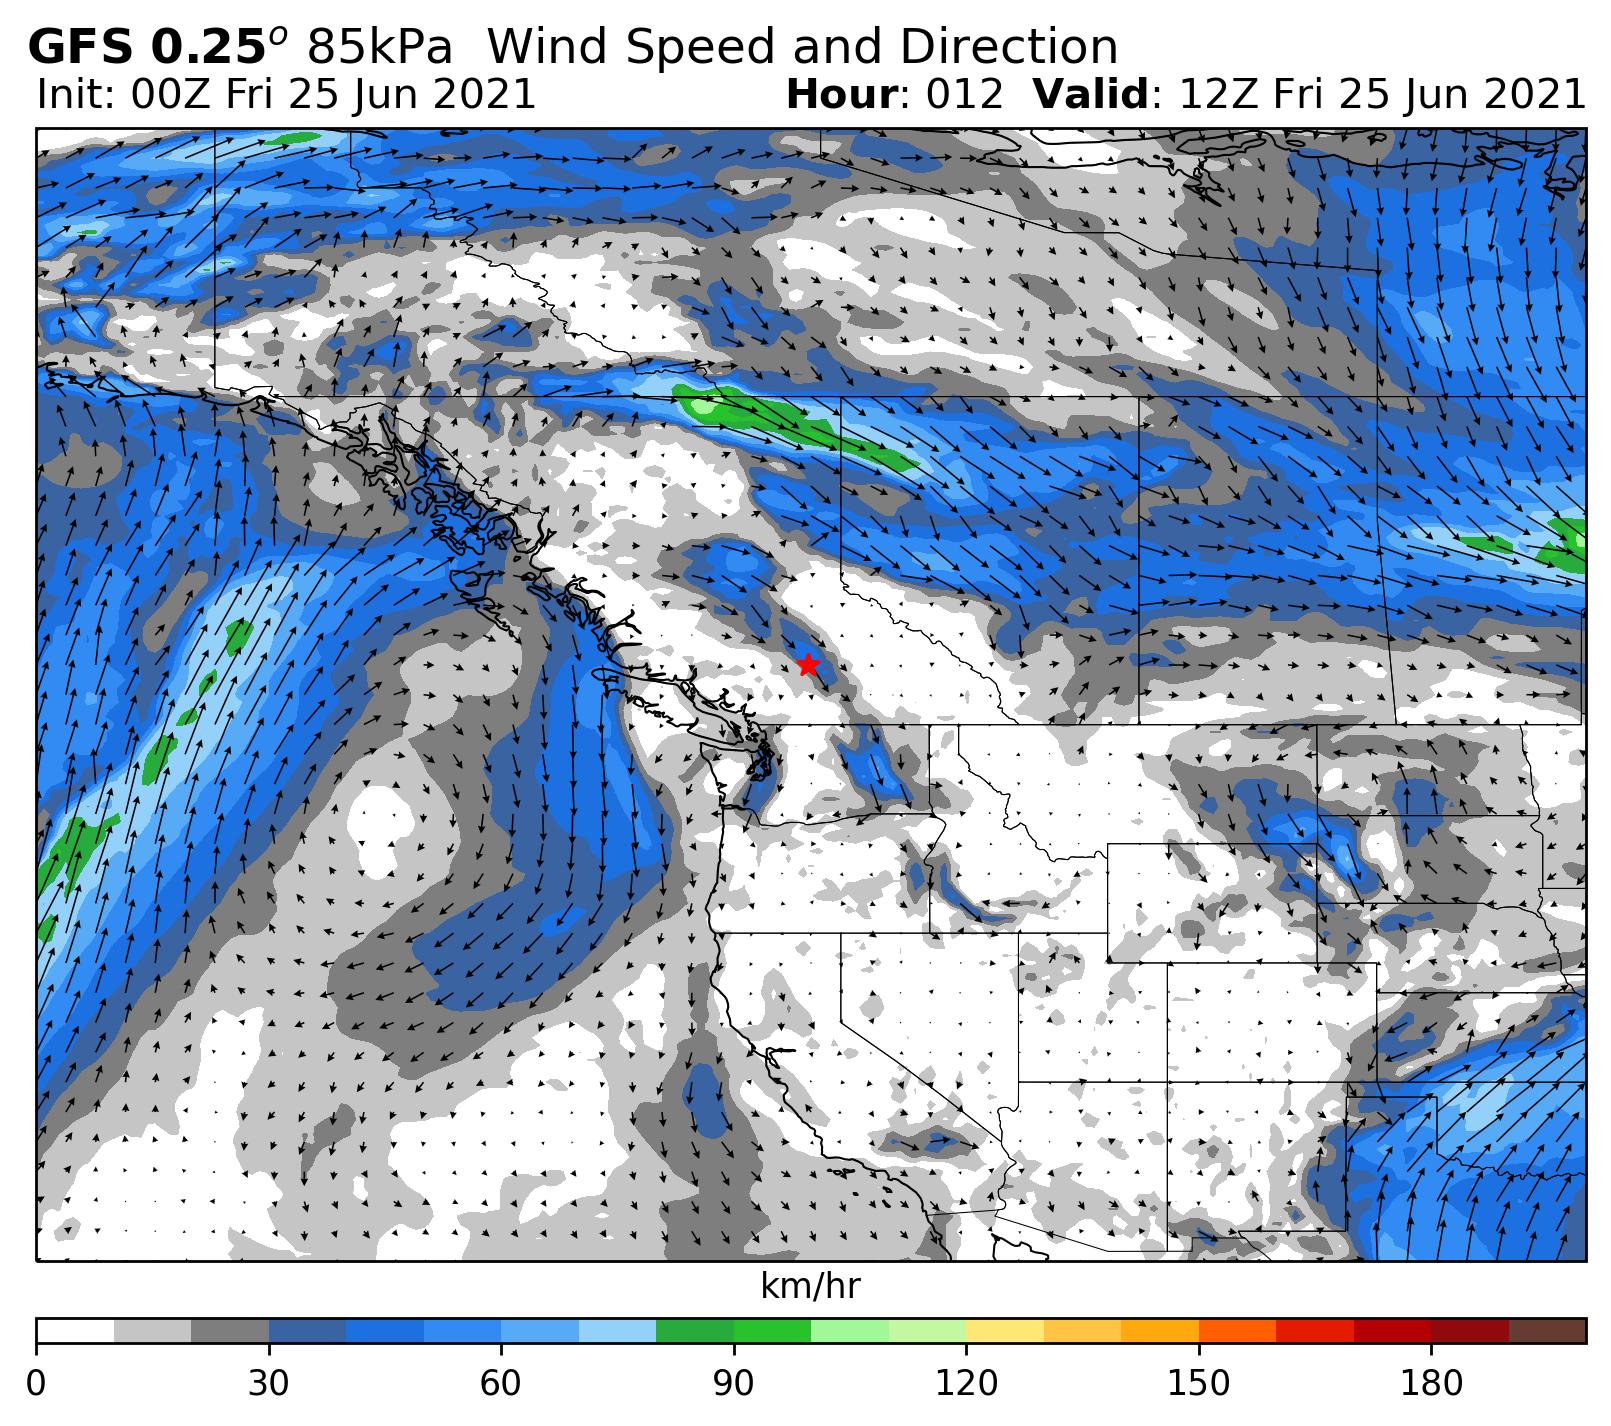 GFS 0.25° 85kPa Wind Speed and Direction
Init: 00Z Fri 25 Jun 2021 Hour: 012 Valid: 12Z Fri 25 Jun 2021
km/hr
0 30 60 90 120 150 180